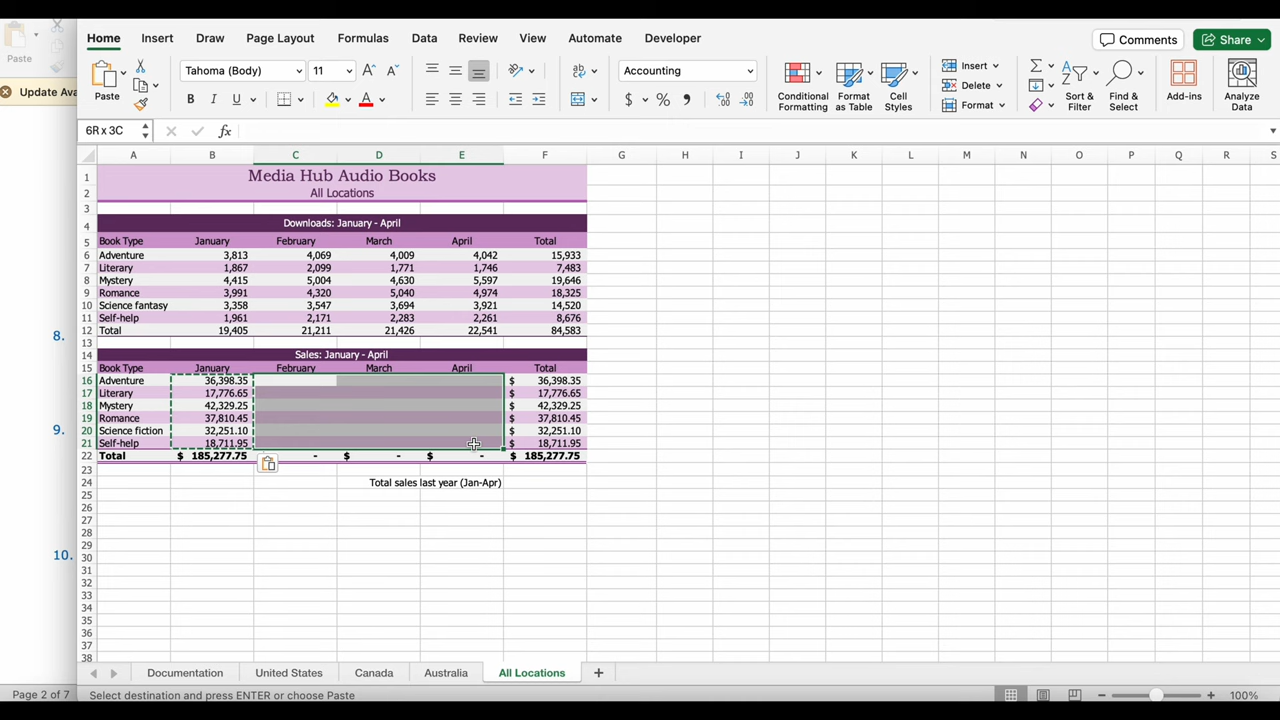 Paste
Update Ava
8.
9.
10.
Page 2 of 7
Home Insert Draw Page Layout Formulas Data Review View Automate Developer
Comments Share
Paste
Tahoma (Body) 11
B I U A
Accounting
$ % ,
Conditional Formatting
Format as Table
Cell Styles
Insert
Delete
Format
Sort & Filter
Find & Select
Add-ins
Analyze Data
6R x 3C fx
A B C D E F G H I J K L M N O P Q R S
1 Media Hub Audio Books
2 All Locations
3
4 Downloads: January - April
5 Book Type January February March April Total
6 Adventure 3,813 4,069 4,009 4,042 15,933
7 Literary 1,867 2,099 1,771 1,746 7,483
8 Mystery 4,415 5,004 4,630 5,597 19,646
9 Romance 3,991 4,320 5,040 4,974 18,325
10 Science fantasy 3,358 3,547 3,694 3,921 14,520
11 Self-help 1,961 2,171 2,283 2,261 8,676
12 Total 19,405 21,211 21,426 22,541 84,583
13
14 Sales: January - April
15 Book Type January February March April Total
16 Adventure 36,398.35 $ 36,398.35
17 Literary 17,776.65 $ 17,776.65
18 Mystery 42,329.25 $ 42,329.25
19 Romance 37,810.45 $ 37,810.45
20 Science fiction 32,251.10 $ 32,251.10
21 Self-help 18,711.95 $ 18,711.95
22 Total $ 185,277.75 - $ - $ - $ 185,277.75
23
24 Total sales last year (Jan-Apr)
25
26
27
28
29
30
31
32
33
34
35
36
37
38
Documentation United States Canada Australia All Locations +
Select destination and press ENTER or choose Paste 100%